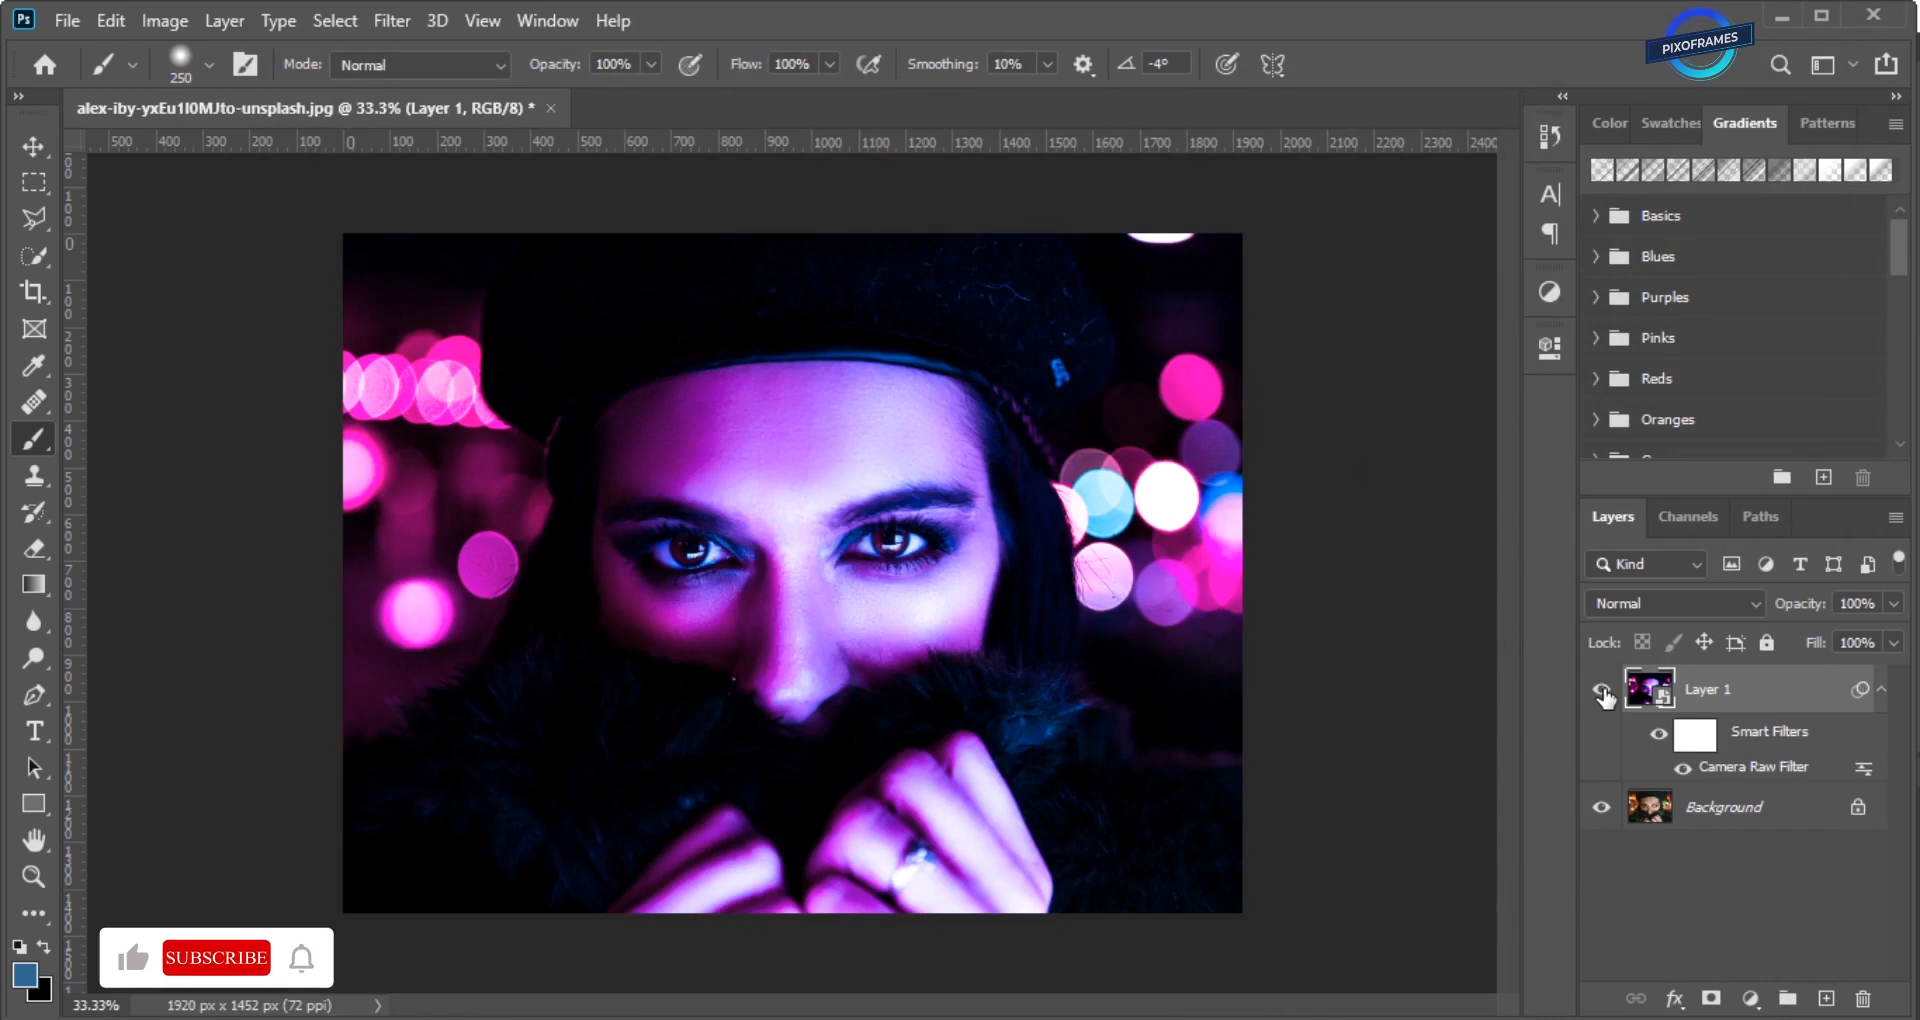 Ps File Edit Image Layer Type Select Filter 3D View Window Help
PIXOFRAMES
250 Mode: Normal Opacity: 100% Flow: 100% Smoothing: 10% -4°
alex-iby-yxEu1I0MJto-unsplash.jpg @ 33.3% (Layer 1, RGB/8) *
500 400 300 200 100 0 100 200 300 400 500 600 700 800 900 1000 1100 1200 1300 1400 1500 1600 1700 1800 1900 2000 2100 2200 2300 2400
Color Swatches Gradients Patterns
Basics
Blues
Purples
Pinks
Reds
Oranges
Layers Channels Paths
Kind
Normal Opacity: 100%
Lock: Fill: 100%
Layer 1
Smart Filters
Camera Raw Filter
Background
SUBSCRIBE
33.33% 1920 px x 1452 px (72 ppi)